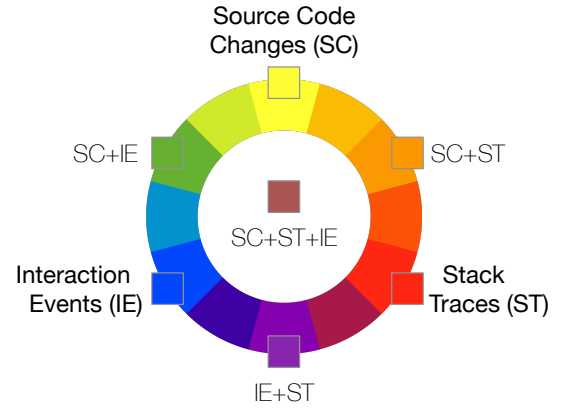 Source Code
Changes (SC)
SC+IE
SC+ST
SC+ST+IE
Interaction
Events (IE)
Stack
Traces (ST)
IE+ST